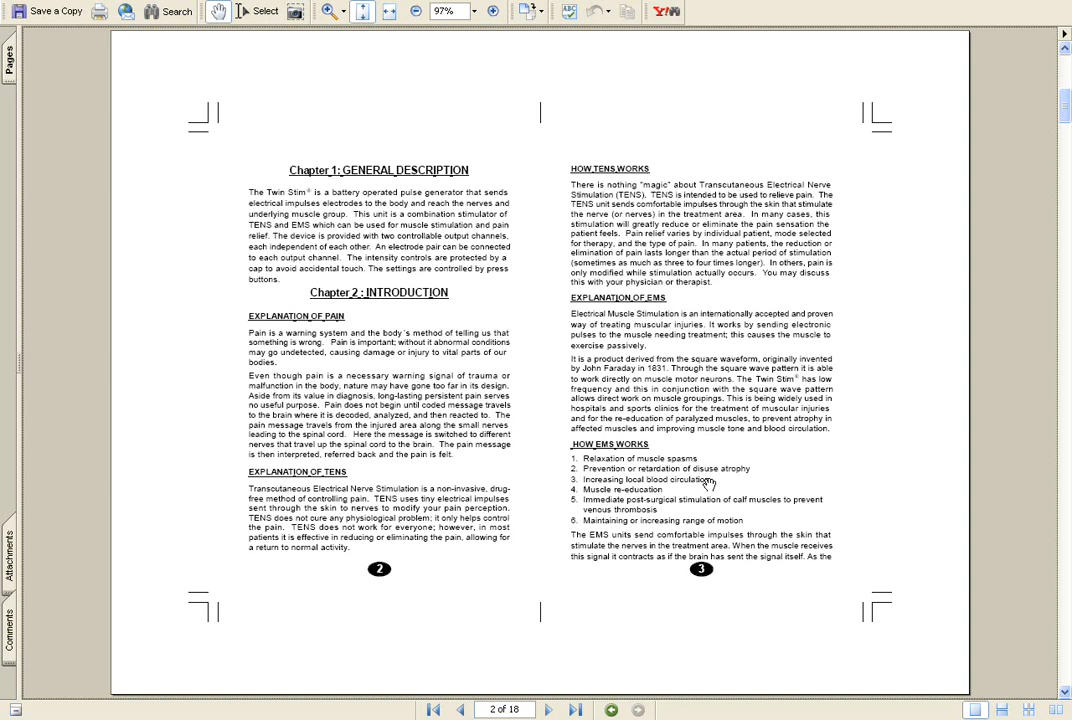 Save a Copy
Search
Select
97%
Y!
Pages
Attachments
Comments
Chapter 1: GENERAL DESCRIPTION
The Twin Stim® is a battery operated pulse generator that sends
electrical impulses electrodes to the body and reach the nerves and
underlying muscle group. This unit is a combination stimulator of
TENS and EMS which can be used for muscle stimulation and pain
relief. The device is provided with two controllable output channels,
each independent of each other. An electrode pair can be connected
to each output channel. The intensity controls are protected by a
cap to avoid accidental touch. The settings are controlled by press
buttons.
Chapter 2 : INTRODUCTION
EXPLANATION OF PAIN
Pain is a warning system and the body's method of telling us that
something is wrong. Pain is important; without it abnormal conditions
may go undetected, causing damage or injury to vital parts of our
bodies.
Even though pain is a necessary warning signal of trauma or
malfunction in the body, nature may have gone too far in its design.
Aside from its value in diagnosis, long-lasting persistent pain serves
no useful purpose. Pain does not begin until coded message travels
to the brain where it is decoded, analyzed, and then reacted to. The
pain message travels from the injured area along the small nerves
leading to the spinal cord. Here the message is switched to different
nerves that travel up the spinal cord to the brain. The pain message
is then interpreted, referred back and the pain is felt.
EXPLANATION OF TENS
Transcutaneous Electrical Nerve Stimulation is a non-invasive, drug-
free method of controlling pain. TENS uses tiny electrical impulses
sent through the skin to nerves to modify your pain perception.
TENS does not cure any physiological problem; it only helps control
the pain. TENS does not work for everyone; however, in most
patients it is effective in reducing or eliminating the pain, allowing for
a return to normal activity.
2
HOW TENS WORKS
There is nothing "magic" about Transcutaneous Electrical Nerve
Stimulation (TENS). TENS is intended to be used to relieve pain. The
TENS unit sends comfortable impulses through the skin that stimulate
the nerve (or nerves) in the treatment area. In many cases, this
stimulation will greatly reduce or eliminate the pain sensation the
patient feels. Pain relief varies by individual patient, mode selected
for therapy, and the type of pain. In many patients, the reduction or
elimination of pain lasts longer than the actual period of stimulation
(sometimes as much as three to four times longer). In others, pain is
only modified while stimulation actually occurs. You may discuss
this with your physician or therapist.
EXPLANATION OF EMS
Electrical Muscle Stimulation is an internationally accepted and proven
way of treating muscular injuries. It works by sending electronic
pulses to the muscle needing treatment; this causes the muscle to
exercise passively.
It is a product derived from the square waveform, originally invented
by John Faraday in 1831. Through the square wave pattern it is able
to work directly on muscle motor neurons. The Twin Stim® has low
frequency and this in conjunction with the square wave pattern
allows direct work on muscle groupings. This is being widely used in
hospitals and sports clinics for the treatment of muscular injuries
and for the re-education of paralyzed muscles, to prevent atrophy in
affected muscles and improving muscle tone and blood circulation.
HOW EMS WORKS
1. Relaxation of muscle spasms
2. Prevention or retardation of disuse atrophy
3. Increasing local blood circulation
4. Muscle re-education
5. Immediate post-surgical stimulation of calf muscles to prevent
venous thrombosis
6. Maintaining or increasing range of motion
The EMS units send comfortable impulses through the skin that
stimulate the nerves in the treatment area. When the muscle receives
this signal it contracts as if the brain has sent the signal itself. As the
3
2 of 18